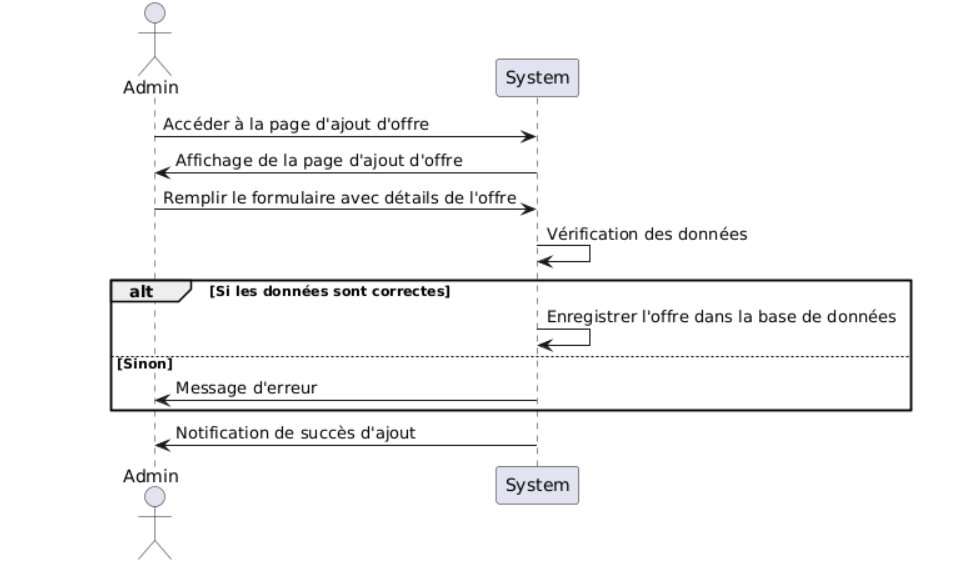 Admin
System
Accéder à la page d'ajout d'offre
Affichage de la page d'ajout d'offre
Remplir le formulaire avec détails de l'offre
Vérification des données
alt [Si les données sont correctes]
Enregistrer l'offre dans la base de données
[Sinon]
Message d'erreur
Notification de succès d'ajout
Admin
System